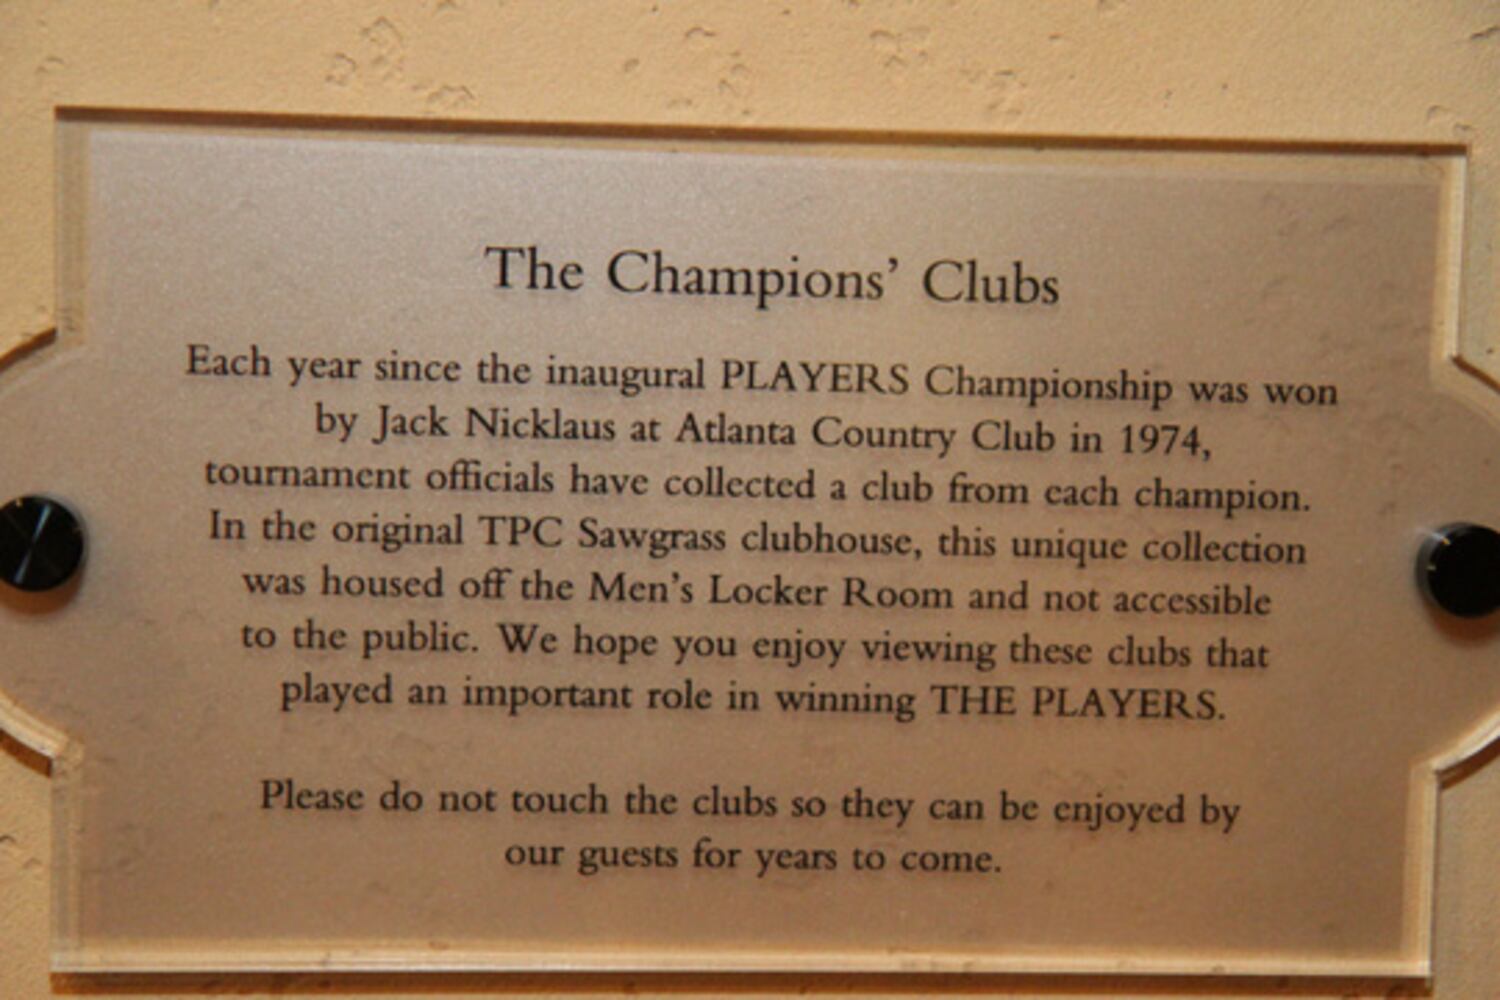 The Champions’ Clubs
Each year since the inaugural PLAYERS Championship was won
by Jack Nicklaus at Atlanta Country Club in 1974,
tournament officials have collected a club from each champion.
In the original TPC Sawgrass clubhouse, this unique collection
was housed off the Men’s Locker Room and not accessible
to the public. We hope you enjoy viewing these clubs that
played an important role in winning THE PLAYERS.
Please do not touch the clubs so they can be enjoyed by
our guests for years to come.